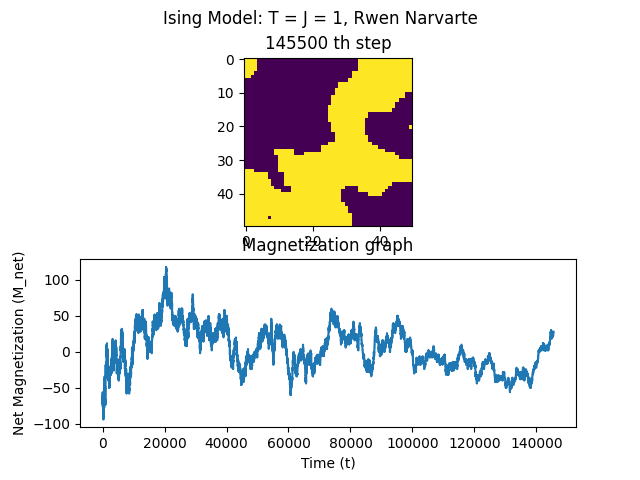 Ising Model: T = J = 1, Rwen Narvarte
145500 th step
0
10
20
30
40
0 20 40
Magnetization graph
Net Magnetization (M_net)
100
50
0
−50
−100
0 20000 40000 60000 80000 100000 120000 140000
Time (t)